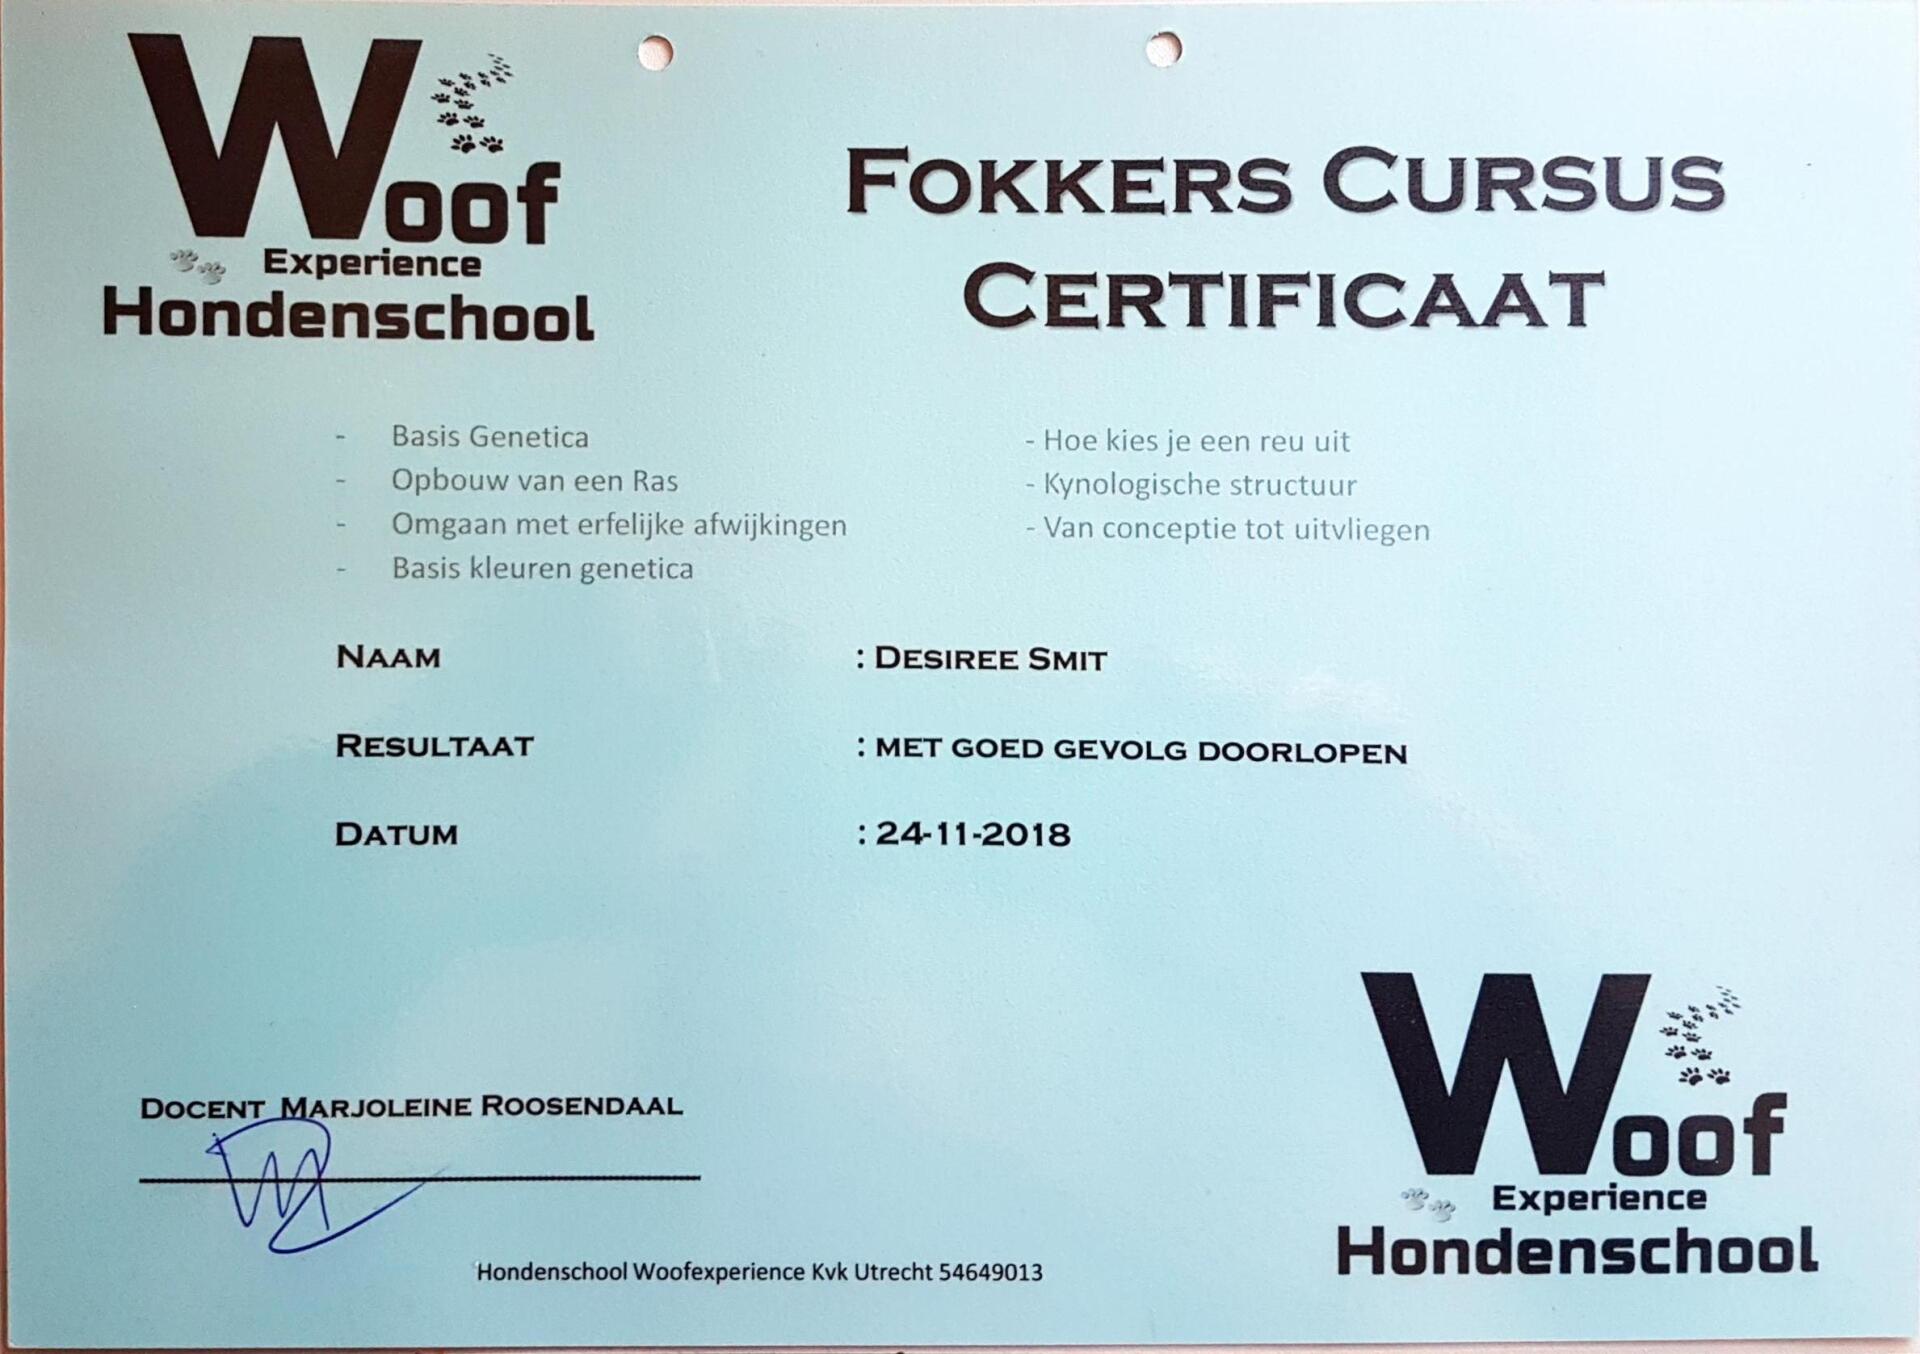 Woof
Experience
Hondenschool
FOKKERS CURSUS
CERTIFICAAT
- Basis Genetica
- Opbouw van een Ras
- Omgaan met erfelijke afwijkingen
- Basis kleuren genetica
- Hoe kies je een reu uit
- Kynologische structuur
- Van conceptie tot uitvliegen
NAAM : DESIREE SMIT
RESULTAAT : MET GOED GEVOLG DOORLOPEN
DATUM : 24-11-2018
DOCENT MARJOLEINE ROOSENDAAL
Hondenschool Woofexperience Kvk Utrecht 54649013
Woof
Experience
Hondenschool